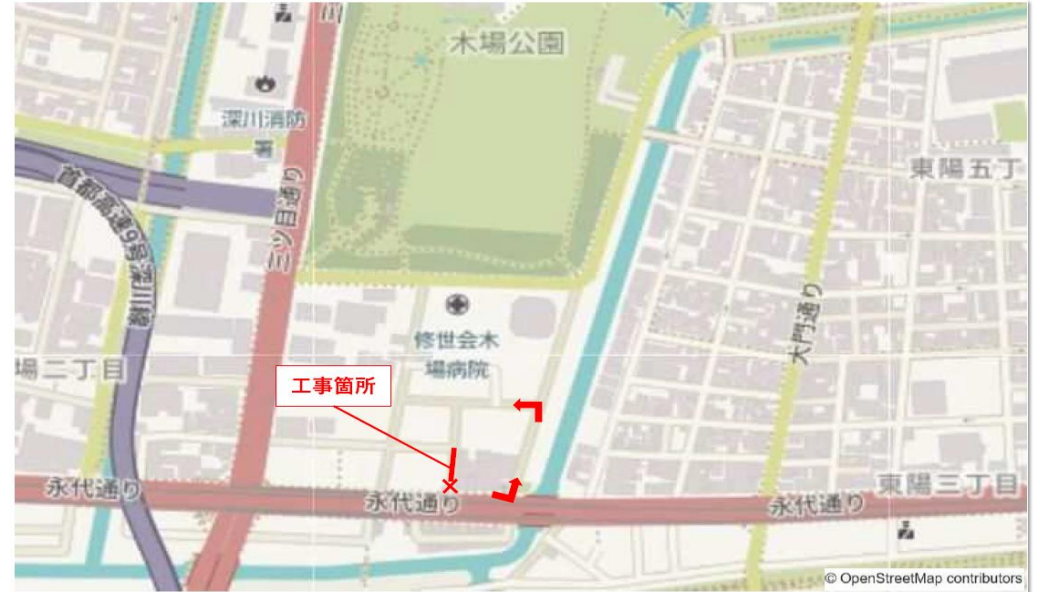 木場公園
深川消防
署
三ツ目通り
首都高速9号深川線
東陽五丁
大門通り
修世会木
場病院
場二丁目
工事箇所
永代通り
永代通り
永代通り
東陽三丁目
© OpenStreetMap contributors